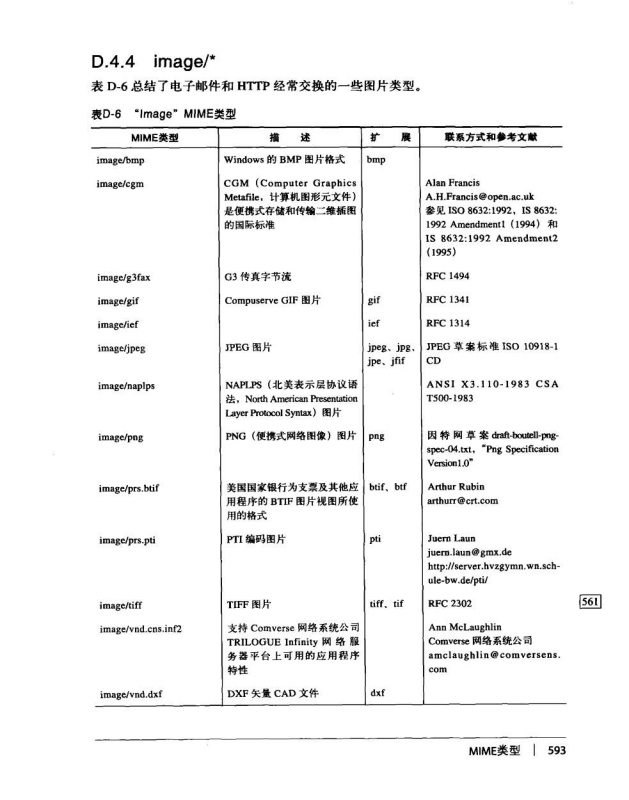 D.4.4 image/*
表 D-6 总结了电子邮件和 HTTP 经常交换的一些图片类型。
表D-6 “Image”MIME类型
MIME类型 描 述 扩 展 联系方式和参考文献
image/bmp Windows 的 BMP 图片格式 bmp
image/cgm CGM（Computer Graphics Alan Francis
Metafile，计算机图形元文件） A.H.Francis@open.ac.uk
是便携式存储和传输二维插图 参见 ISO 8632:1992，IS 8632:
的国际标准 1992 Amendment1（1994）和
IS 8632:1992 Amendment2
（1995）
image/g3fax G3 传真字节流 RFC 1494
image/gif Compuserve GIF 图片 gif RFC 1341
image/ief ief RFC 1314
image/jpeg JPEG 图片 jpeg、jpg、 JPEG 草案标准 ISO 10918-1
jpe、jfif CD
image/naplps NAPLPS（北美表示层协议语 ANSI X3.110-1983 CSA
法，North American Presentation T500-1983
Layer Protocol Syntax）图片
image/png PNG（便携式网络图像）图片 png 因特网草案 draft-boutell-png-
spec-04.txt，“Png Specification
Version1.0”
image/prs.btif 美国国家银行为支票及其他应 btif、btf Arthur Rubin
用程序的 BTIF 图片视图所使 arthurr@crt.com
用的格式
image/prs.pti PTI 编码图片 pti Juern Laun
juern.laun@gmx.de
http://server.hvzgymn.wn.sch-
ule-bw.de/pti/
image/tiff TIFF 图片 tiff、tif RFC 2302
561
image/vnd.cns.inf2 支持 Comverse 网络系统公司 Ann McLaughlin
TRILOGUE Infinity 网络服 Comverse 网络系统公司
务器平台上可用的应用程序 amclaughlin@comversens.
特性 com
image/vnd.dxf DXF 矢量 CAD 文件 dxf
MIME类型 | 593